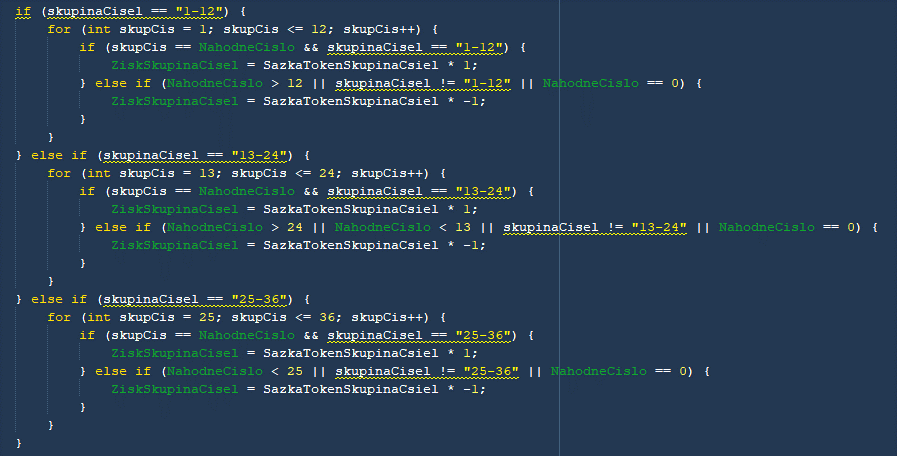 if (skupinaCisel == "1-12") {
for (int skupCis = 1; skupCis <= 12; skupCis++) {
if (skupCis == NahodneCislo && skupinaCisel == "1-12") {
ZiskSkupinaCisel = SazkaTokenSkupinaCsiel * 1;
} else if (NahodneCislo > 12 || skupinaCisel != "1-12" || NahodneCislo == 0) {
ZiskSkupinaCisel = SazkaTokenSkupinaCsiel * -1;
}
}
} else if (skupinaCisel == "13-24") {
for (int skupCis = 13; skupCis <= 24; skupCis++) {
if (skupCis == NahodneCislo && skupinaCisel == "13-24") {
ZiskSkupinaCisel = SazkaTokenSkupinaCsiel * 1;
} else if (NahodneCislo > 24 || NahodneCislo < 13 || skupinaCisel != "13-24" || NahodneCislo == 0) {
ZiskSkupinaCisel = SazkaTokenSkupinaCsiel * -1;
}
}
} else if (skupinaCisel == "25-36") {
for (int skupCis = 25; skupCis <= 36; skupCis++) {
if (skupCis == NahodneCislo && skupinaCisel == "25-36") {
ZiskSkupinaCisel = SazkaTokenSkupinaCsiel * 1;
} else if (NahodneCislo < 25 || skupinaCisel != "25-36" || NahodneCislo == 0) {
ZiskSkupinaCisel = SazkaTokenSkupinaCsiel * -1;
}
}
}